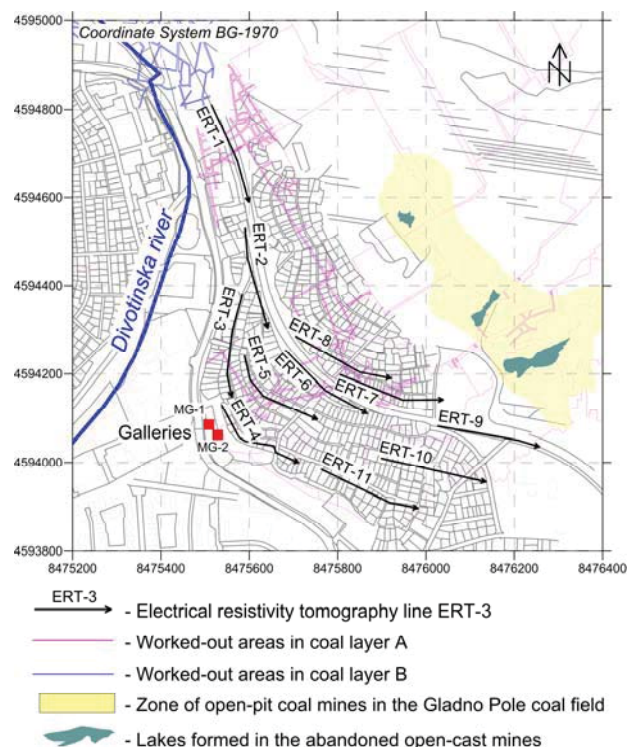 4595000
Coordinate System BG-1970
N
4594800
ERT-1
4594600
ERT-2
Divotinska river
4594400
ERT-3
ERT-8
ERT-5
ERT-6
4594200
ERT-7
MG-1
ERT-4
ERT-9
Galleries
MG-2
ERT-10
4594000
ERT-11
4593800
8475200 8475400 8475600 8475800 8476000 8476200 8476400
ERT-3
- Electrical resistivity tomography line ERT-3
- Worked-out areas in coal layer A
- Worked-out areas in coal layer B
- Zone of open-pit coal mines in the Gladno Pole coal field
- Lakes formed in the abandoned open-cast mines